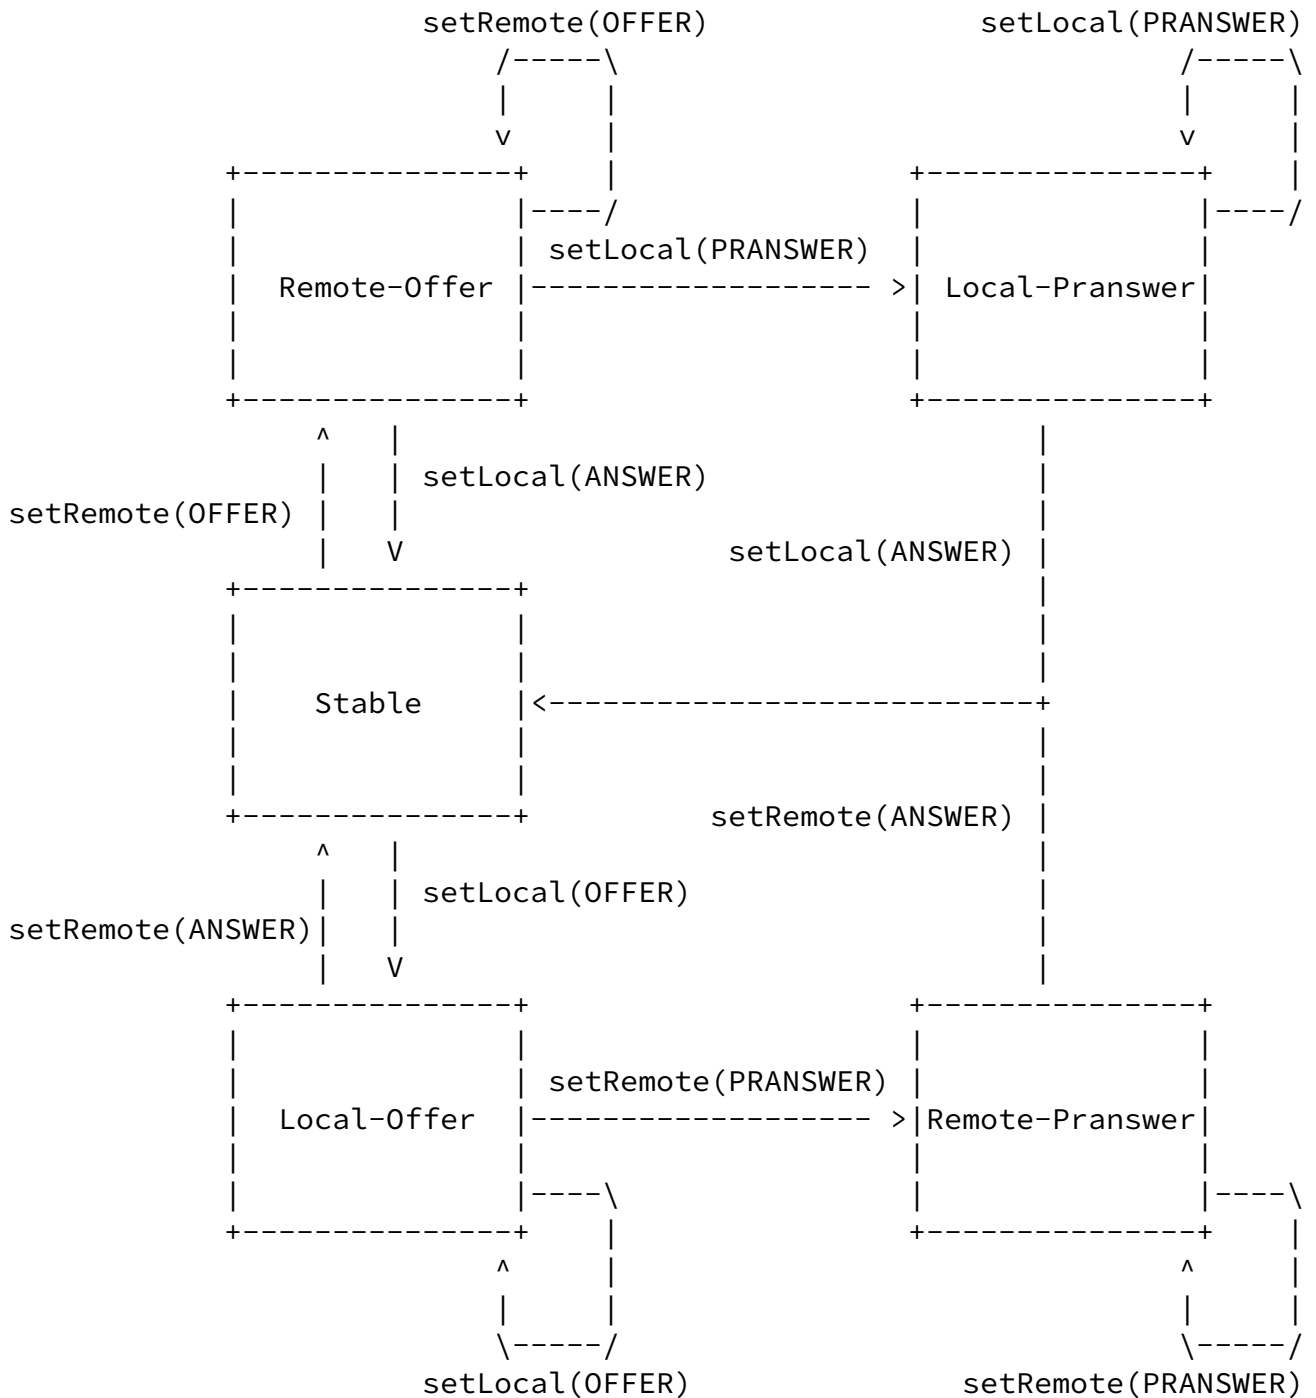 setRemote(OFFER) setLocal(PRANSWER)
setLocal(PRANSWER)
Remote-Offer Local-Pranswer
setLocal(ANSWER)
setRemote(OFFER)
setLocal(ANSWER)
Stable
setRemote(ANSWER)
setLocal(OFFER)
setRemote(ANSWER)
setRemote(PRANSWER)
Local-Offer Remote-Pranswer
setLocal(OFFER) setRemote(PRANSWER)